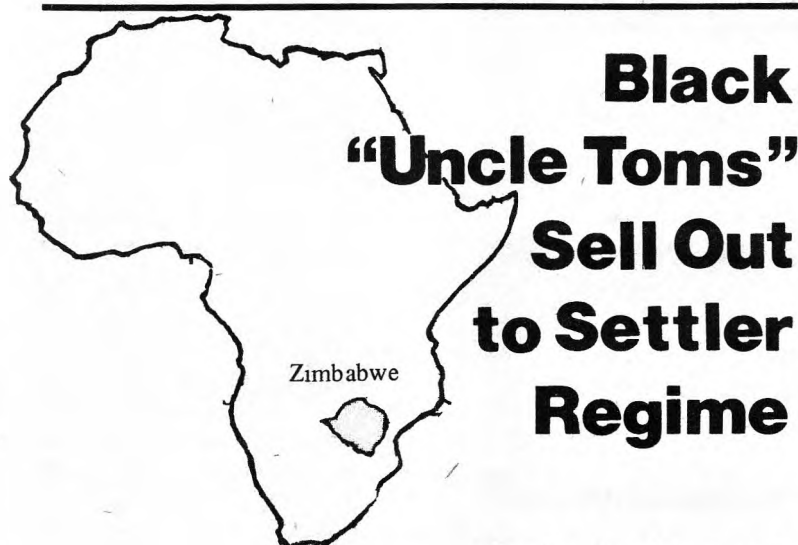 Black
“Uncle Toms”
Sell Out
to Settler
Regime
Zimbabwe